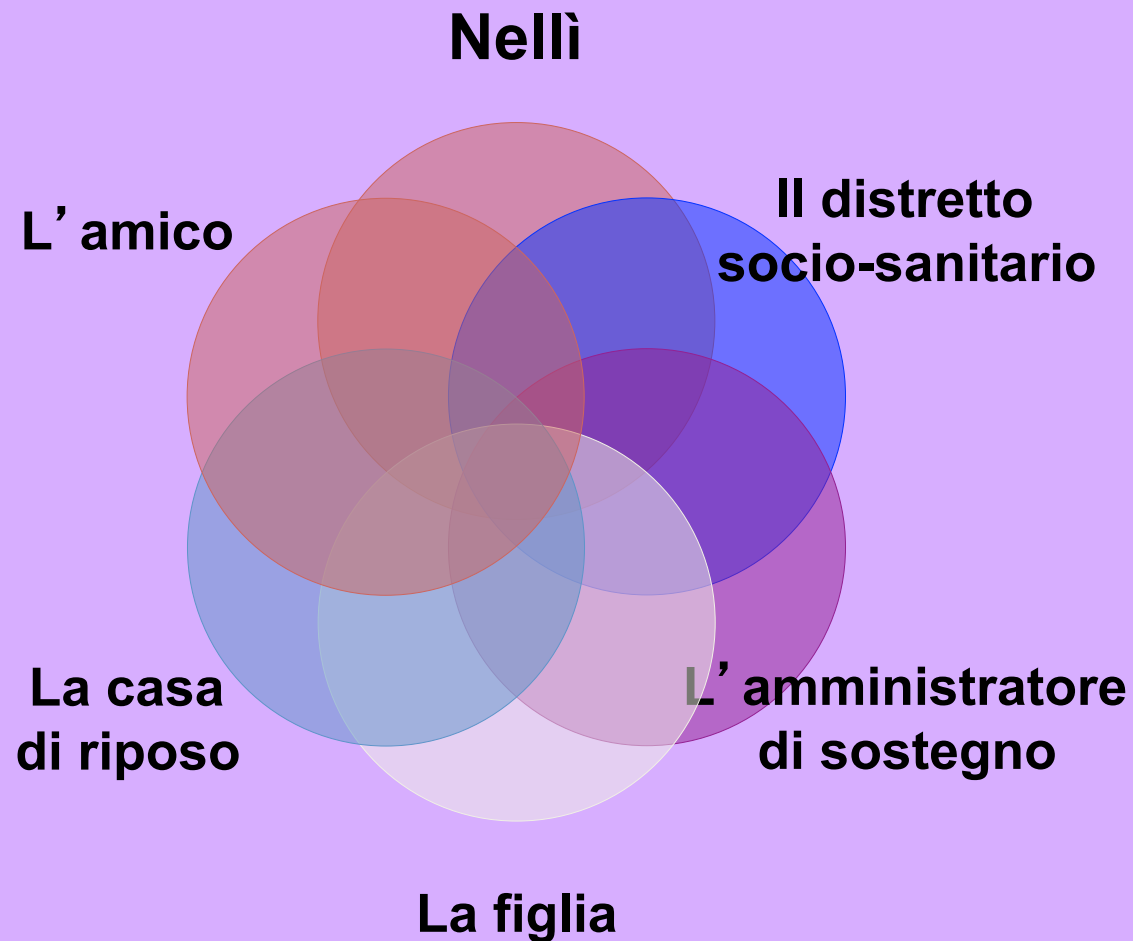 Nellì
Il distretto
socio-sanitario
L’amico
La casa
di riposo
L’amministratore
di sostegno
La figlia